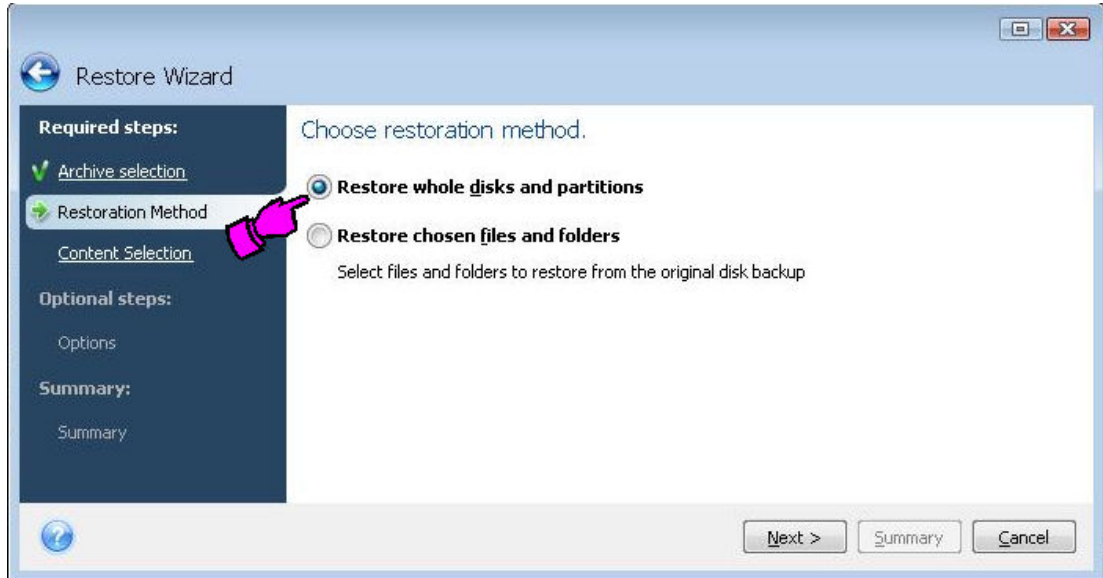 Restore Wizard
Required steps:
Archive selection
Restoration Method
Content Selection
Optional steps:
Options
Summary:
Summary
Choose restoration method.
Restore whole disks and partitions
Restore chosen files and folders
Select files and folders to restore from the original disk backup
Next >
Summary
Cancel